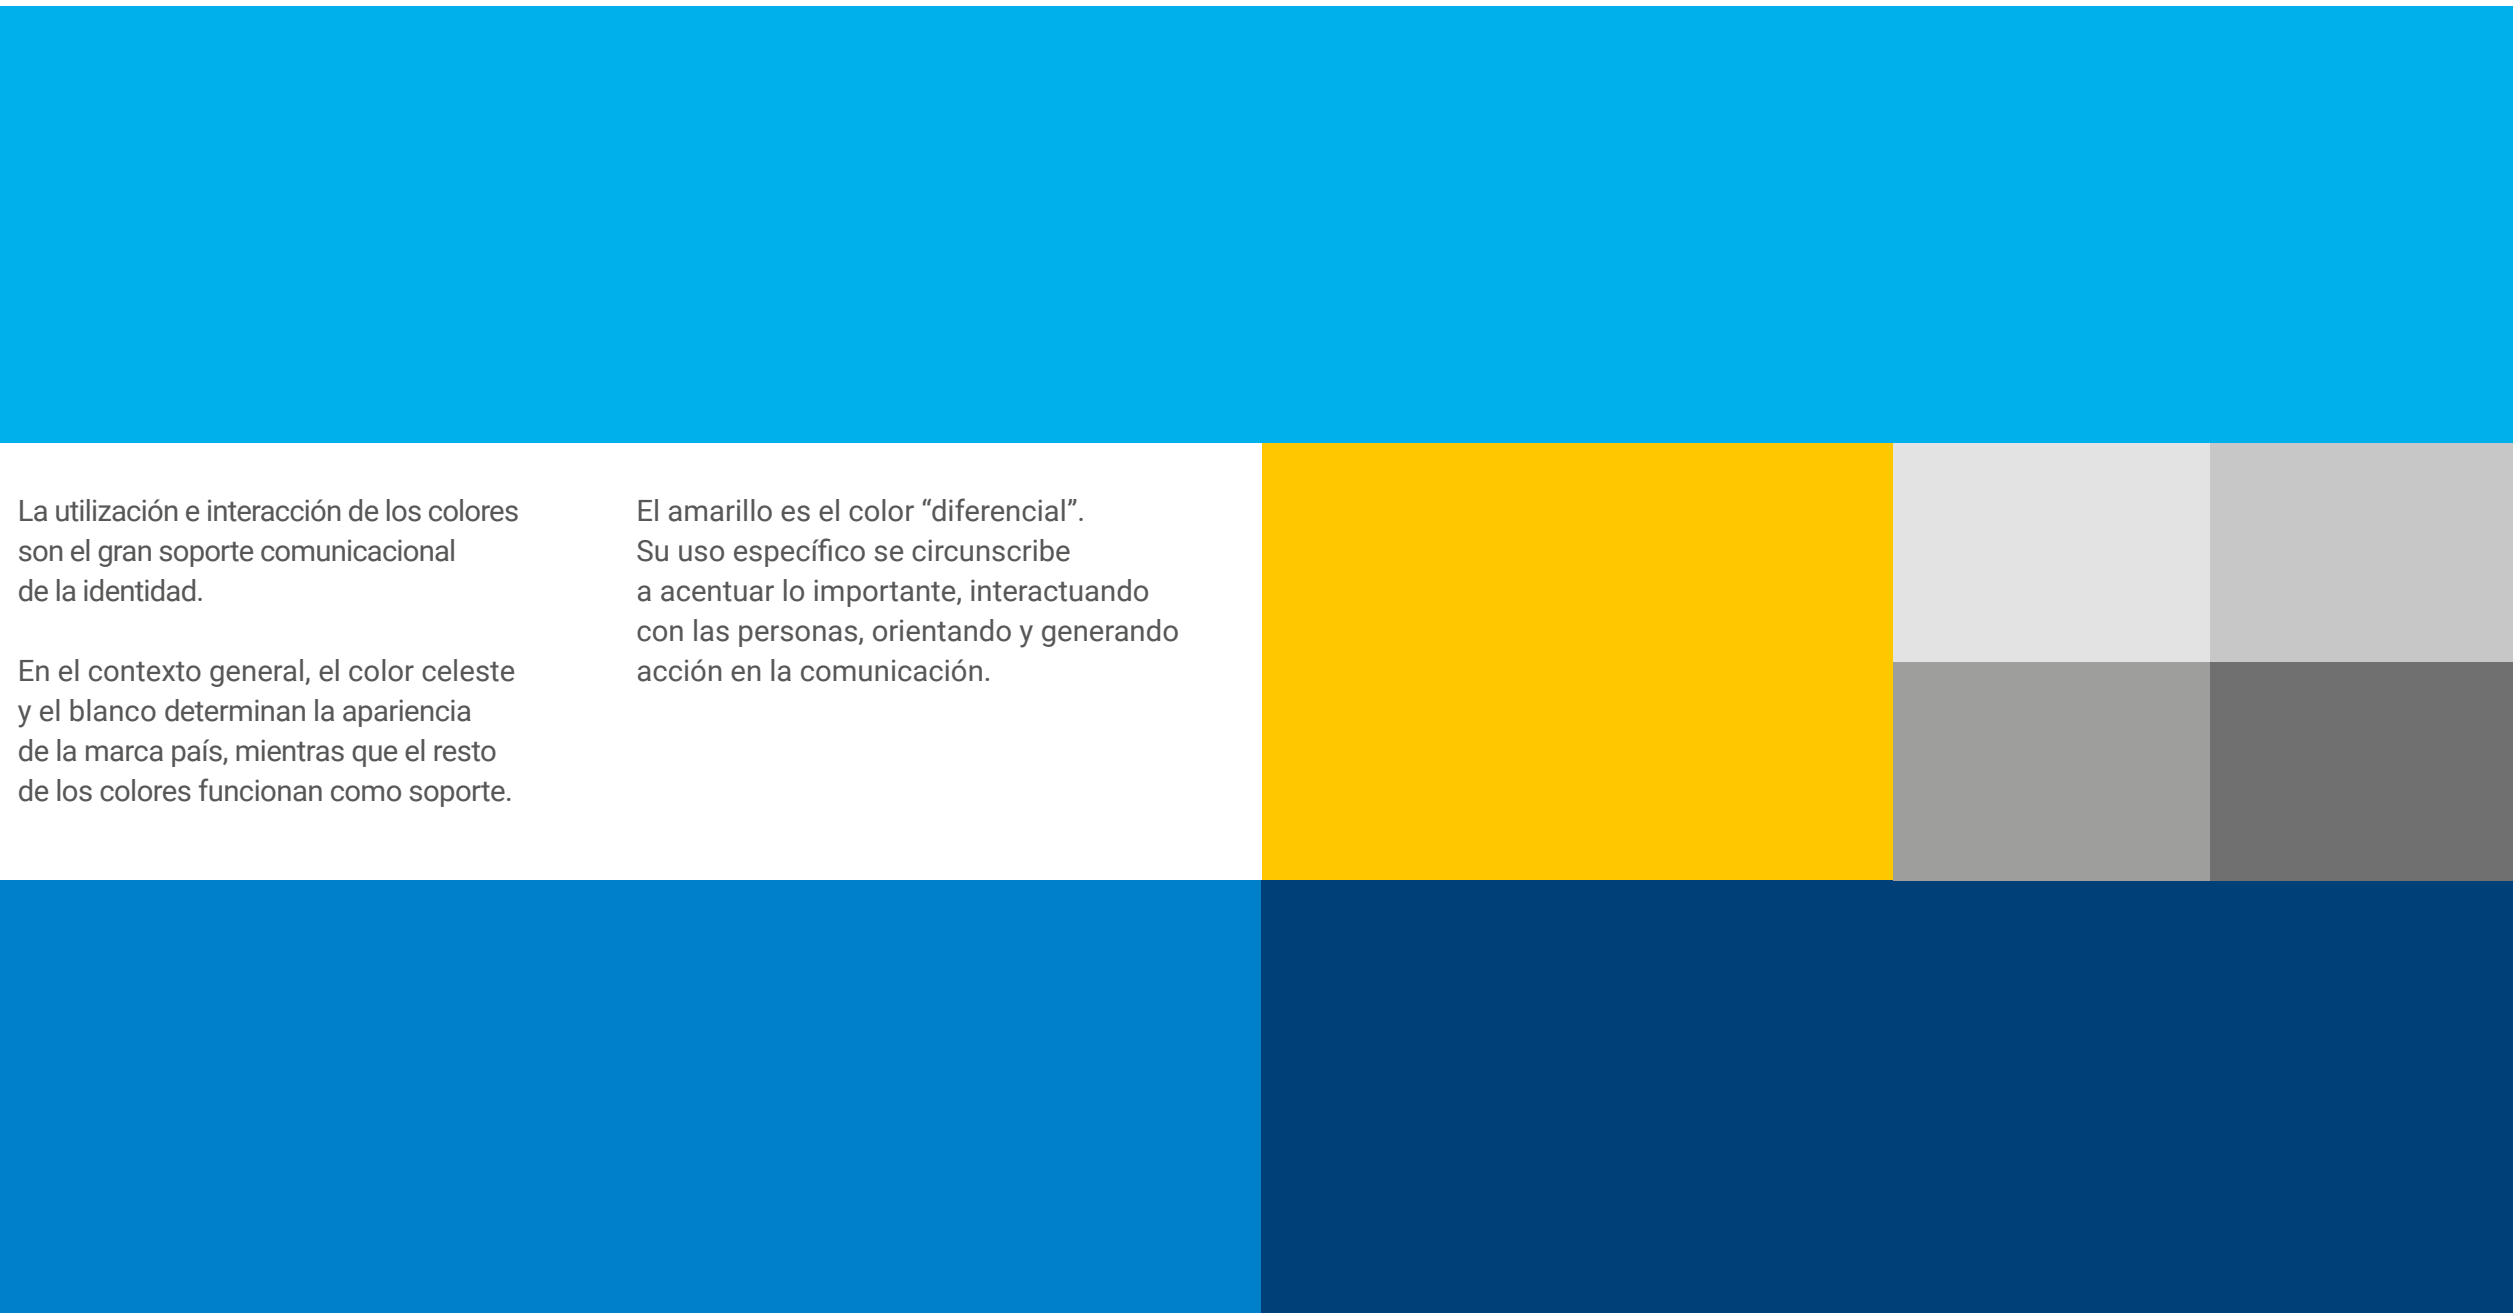 La utilización e interacción de los colores
son el gran soporte comunicacional
de la identidad.
En el contexto general, el color celeste
y el blanco determinan la apariencia
de la marca país, mientras que el resto
de los colores funcionan como soporte.
El amarillo es el color “diferencial”.
Su uso específico se circunscribe
a acentuar lo importante, interactuando
con las personas, orientando y generando
acción en la comunicación.